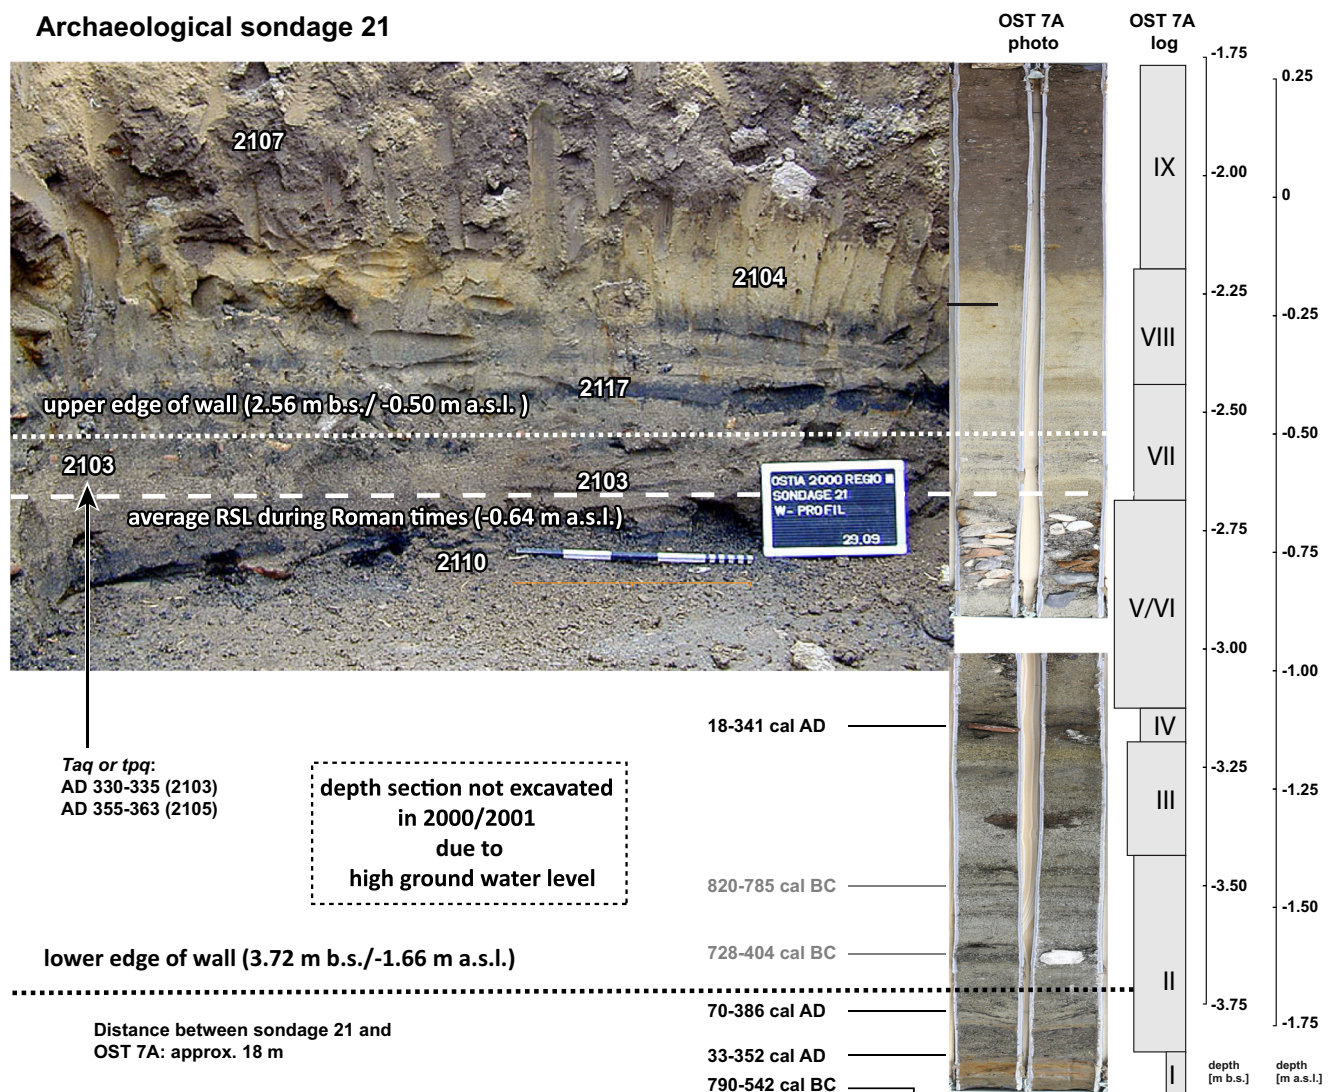 Archaeological sondage 21
OST 7A
photo
OST 7A
log
2107
2104
2117
upper edge of wall (2.56 m b.s./ -0.50 m a.s.l. )
2103
2103
average RSL during Roman times (-0.64 m a.s.l.)
2110
OSTIA 2000 REGIO
SONDAGE 21
W- PROFIL
29.09
Taq or tpq:
AD 330-335 (2103)
AD 355-363 (2105)
depth section not excavated
in 2000/2001
due to
high ground water level
18-341 cal AD
820-785 cal BC
728-404 cal BC
lower edge of wall (3.72 m b.s./-1.66 m a.s.l.)
70-386 cal AD
33-352 cal AD
790-542 cal BC
Distance between sondage 21 and
OST 7A: approx. 18 m
IX
VIII
VII
V/VI
IV
III
II
I
-1.75
-2.00
-2.25
-2.50
-2.75
-3.00
-3.25
-3.50
-3.75
depth
[m b.s.]
0.25
0
-0.25
-0.50
-0.75
-1.00
-1.25
-1.50
-1.75
depth
[m a.s.l.]